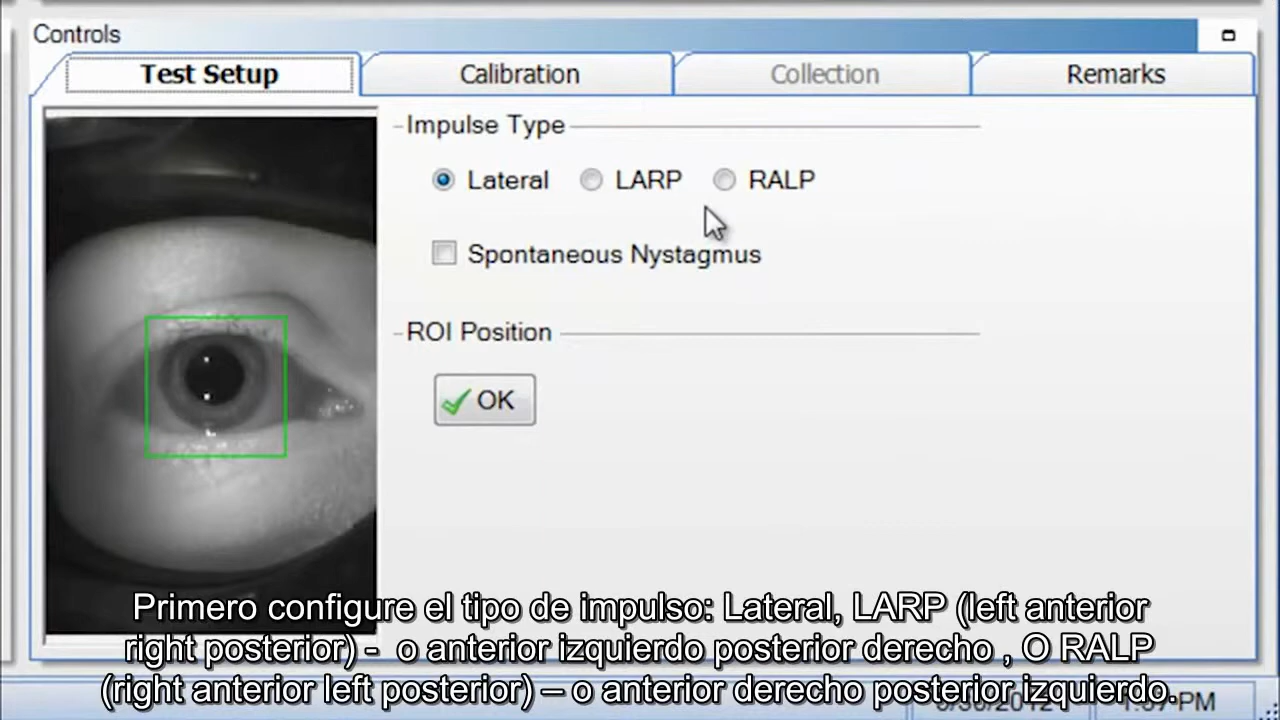 Controls
Test Setup
Calibration
Collection
Remarks
Impulse Type
Lateral
LARP
RALP
Spontaneous Nystagmus
ROI Position
OK
Primero configure el tipo de impulso: Lateral, LARP (left anterior
right posterior) - o anterior izquierdo posterior derecho , O RALP
(right anterior left posterior) – o anterior derecho posterior izquierdo.